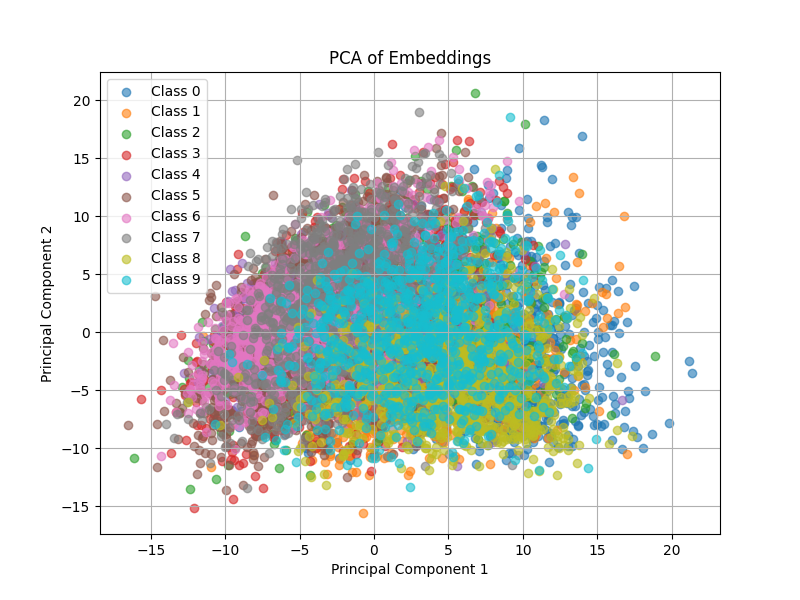 PCA of Embeddings
Class 0
Class 1
Class 2
Class 3
Class 4
Class 5
Class 6
Class 7
Class 8
Class 9
Principal Component 2
20
15
10
5
0
−5
−10
−15
−15
−10
−5
0
5
10
15
20
Principal Component 1